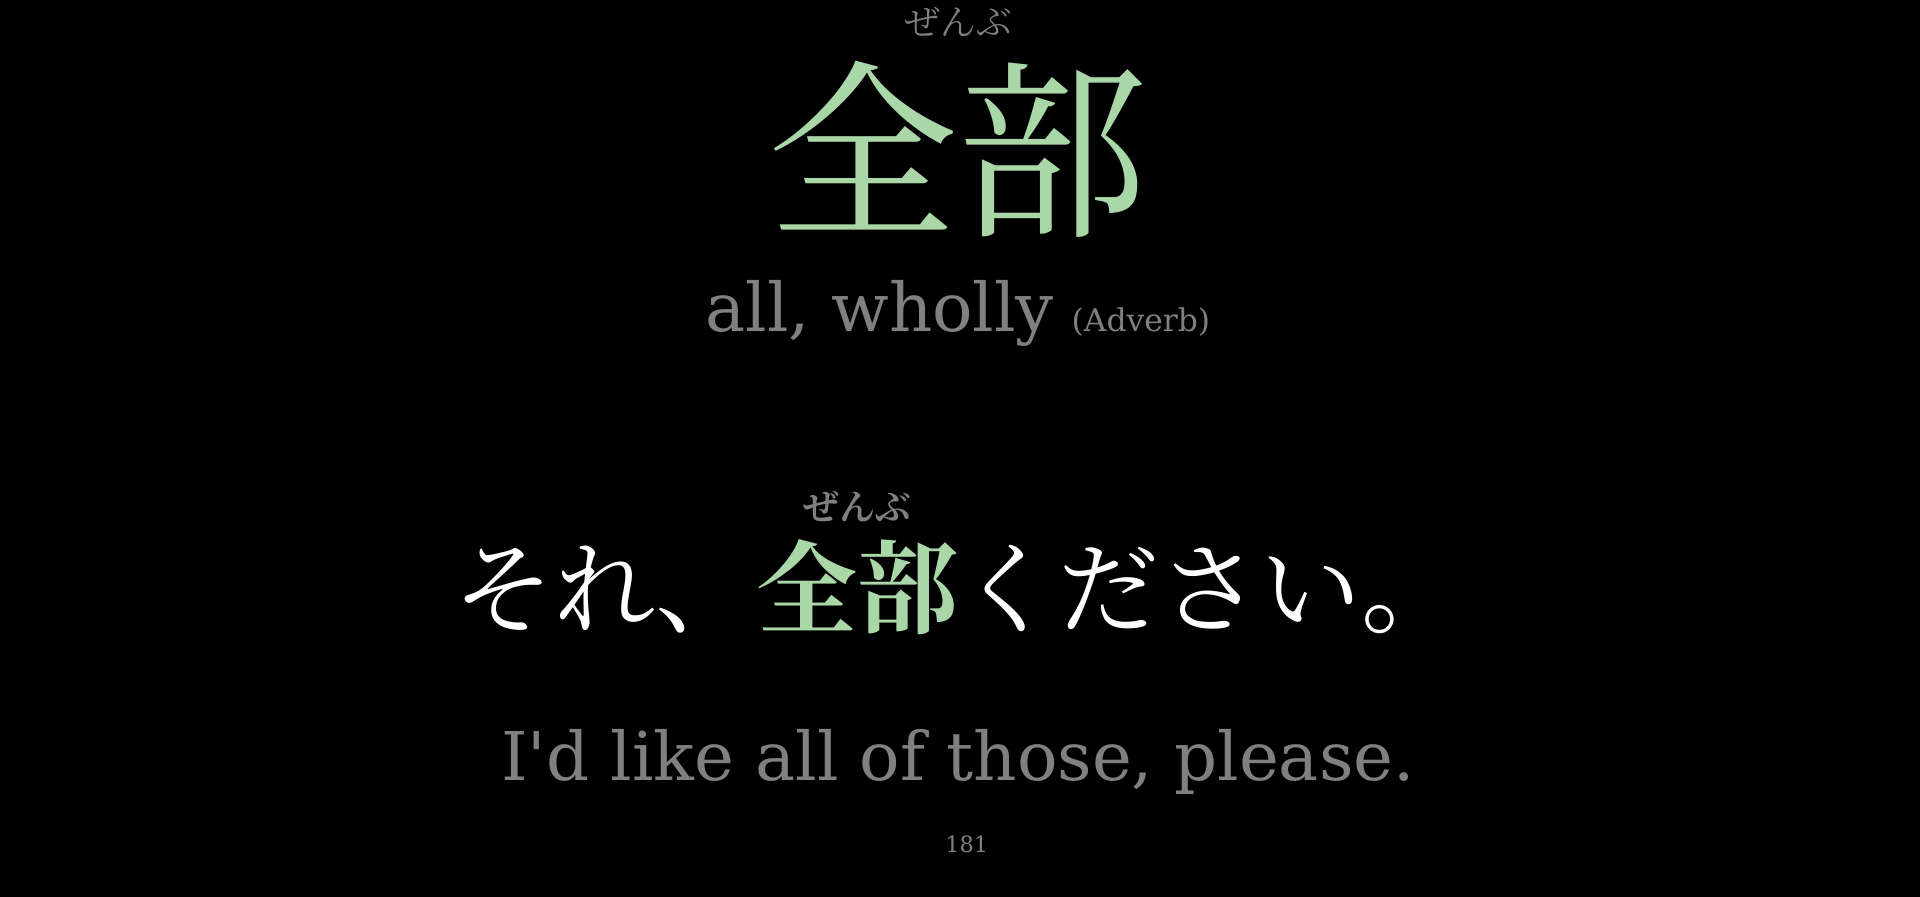 ぜんぶ
全部
all, wholly (Adverb)
ぜんぶ
それ、全部ください。
I'd like all of those, please.
181